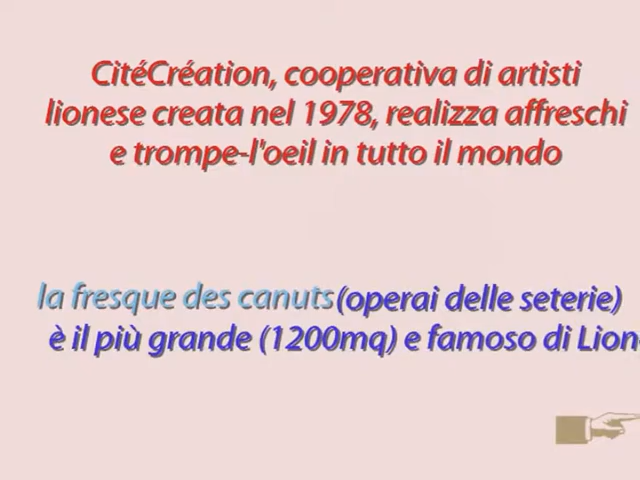 CitéCréation, cooperativa di artisti
lionese creata nel 1978, realizza affreschi
e trompe-l'oeil in tutto il mondo
la fresque des canuts (operai delle seterie)
è il più grande (1200mq) e famoso di Lion